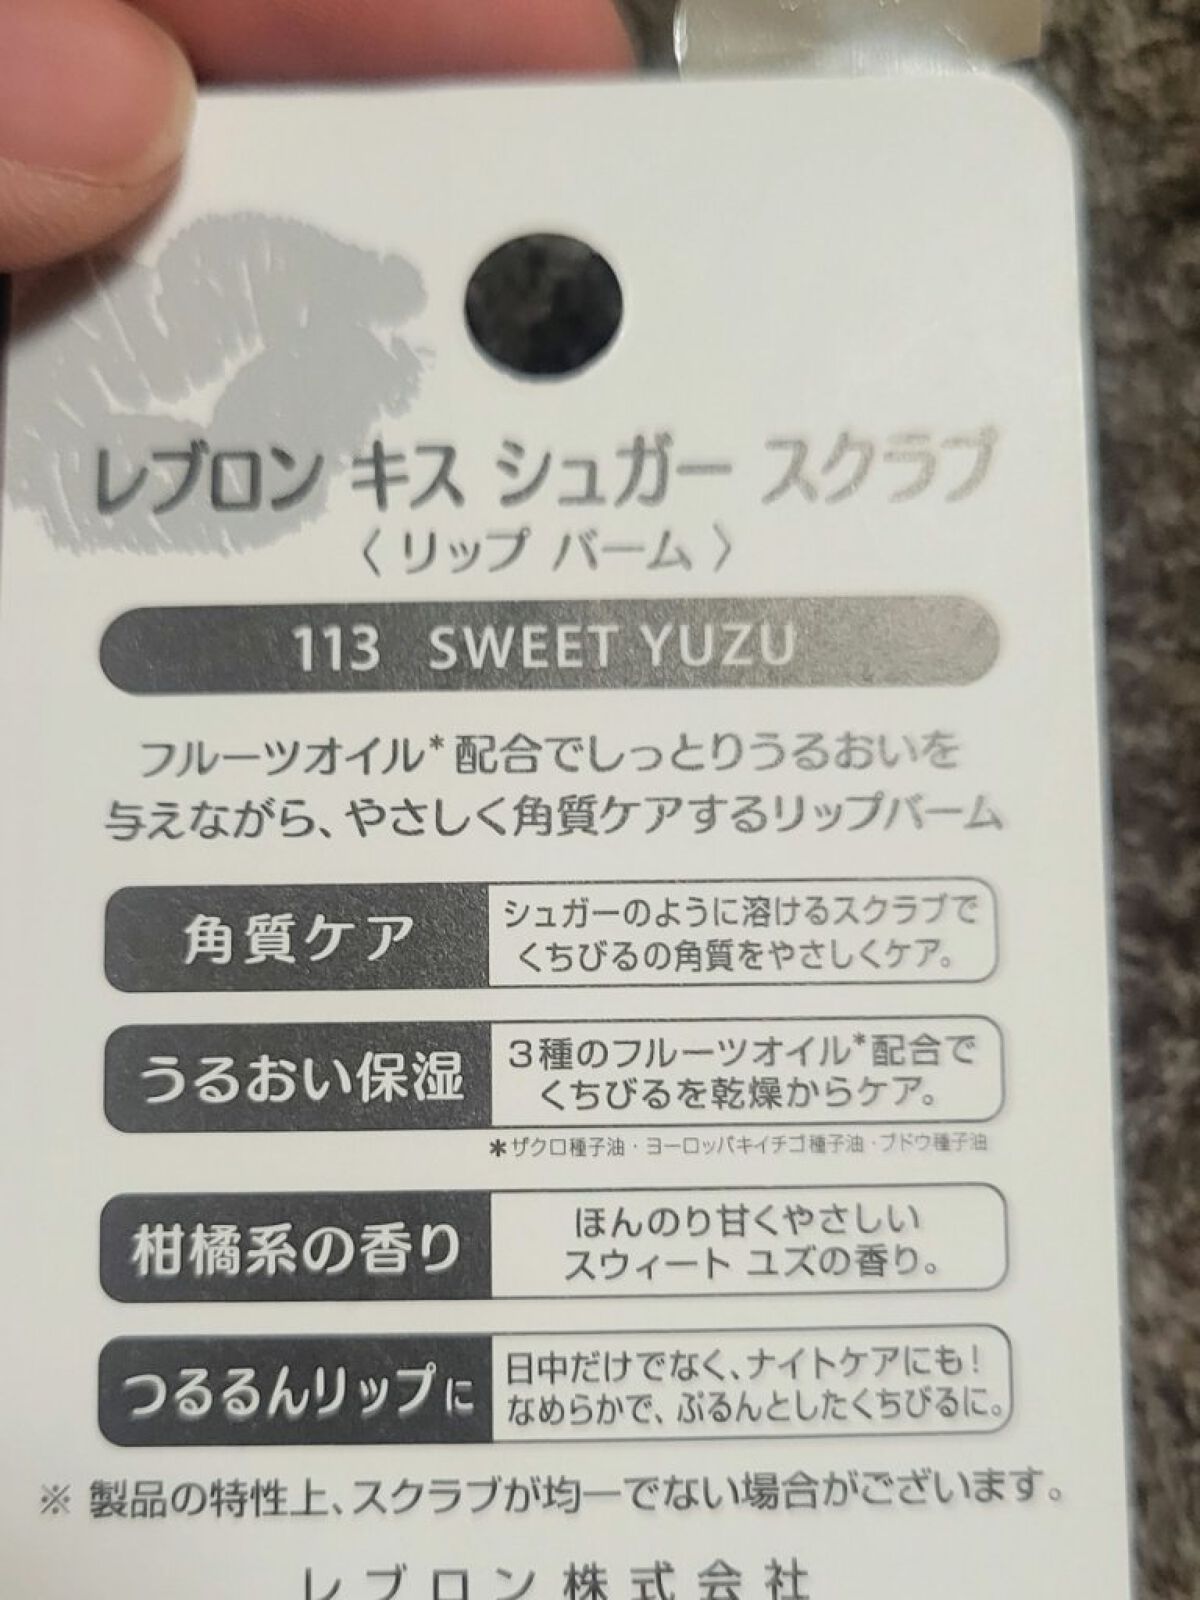 レブロン キス シュガー スクラブ
〈リップ バーム〉
113 SWEET YUZU
フルーツオイル*配合でしっとりうるおいを
与えながら、やさしく角質ケアするリップバーム
角質ケア
シュガーのように溶けるスクラブで
くちびるの角質をやさしくケア。
うるおい保湿
3種のフルーツオイル*配合で
くちびるを乾燥からケア。
*ザクロ種子油・ヨーロッパキイチゴ種子油・ブドウ種子油
柑橘系の香り
ほんのり甘くやさしい
スウィート ユズの香り。
つるるんリップに
日中だけでなく、ナイトケアにも!
なめらかで、ぷるんとしたくちびるに。
※ 製品の特性上、スクラブが均一でない場合がございます。
レブロン株式会社